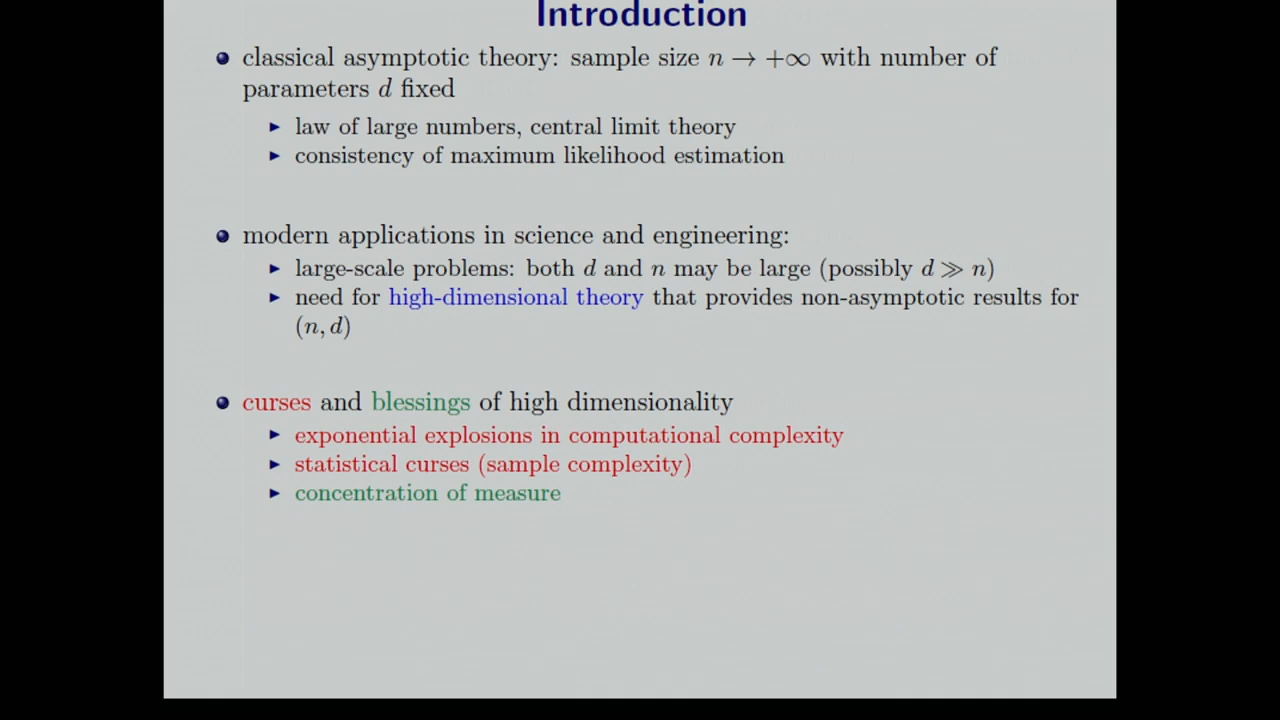 Introduction
classical asymptotic theory: sample size n → +∞ with number of
parameters d fixed
law of large numbers, central limit theory
consistency of maximum likelihood estimation
modern applications in science and engineering:
large-scale problems: both d and n may be large (possibly d ≫ n)
need for high-dimensional theory that provides non-asymptotic results for
(n, d)
curses and blessings of high dimensionality
exponential explosions in computational complexity
statistical curses (sample complexity)
concentration of measure